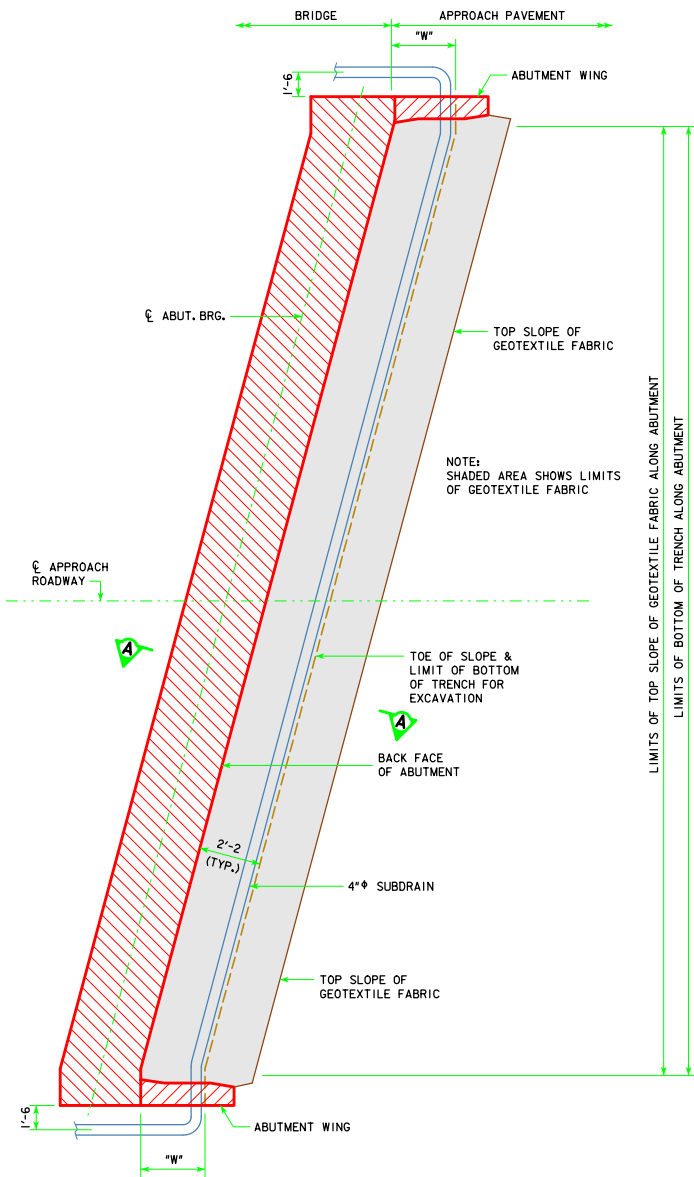 BRIDGE
APPROACH PAVEMENT
"W"
1'-6
ABUTMENT WING
℄ ABUT. BRG.
TOP SLOPE OF
GEOTEXTILE FABRIC
NOTE:
SHADED AREA SHOWS LIMITS
OF GEOTEXTILE FABRIC
LIMITS OF TOP SLOPE OF GEOTEXTILE FABRIC ALONG ABUTMENT
LIMITS OF BOTTOM OF TRENCH ALONG ABUTMENT
℄ APPROACH
ROADWAY
A
TOE OF SLOPE &
LIMIT OF BOTTOM
OF TRENCH FOR
EXCAVATION
A
BACK FACE
OF ABUTMENT
2'-2
(TYP.)
4"ϕ SUBDRAIN
TOP SLOPE OF
GEOTEXTILE FABRIC
1'-6
ABUTMENT WING
"W"